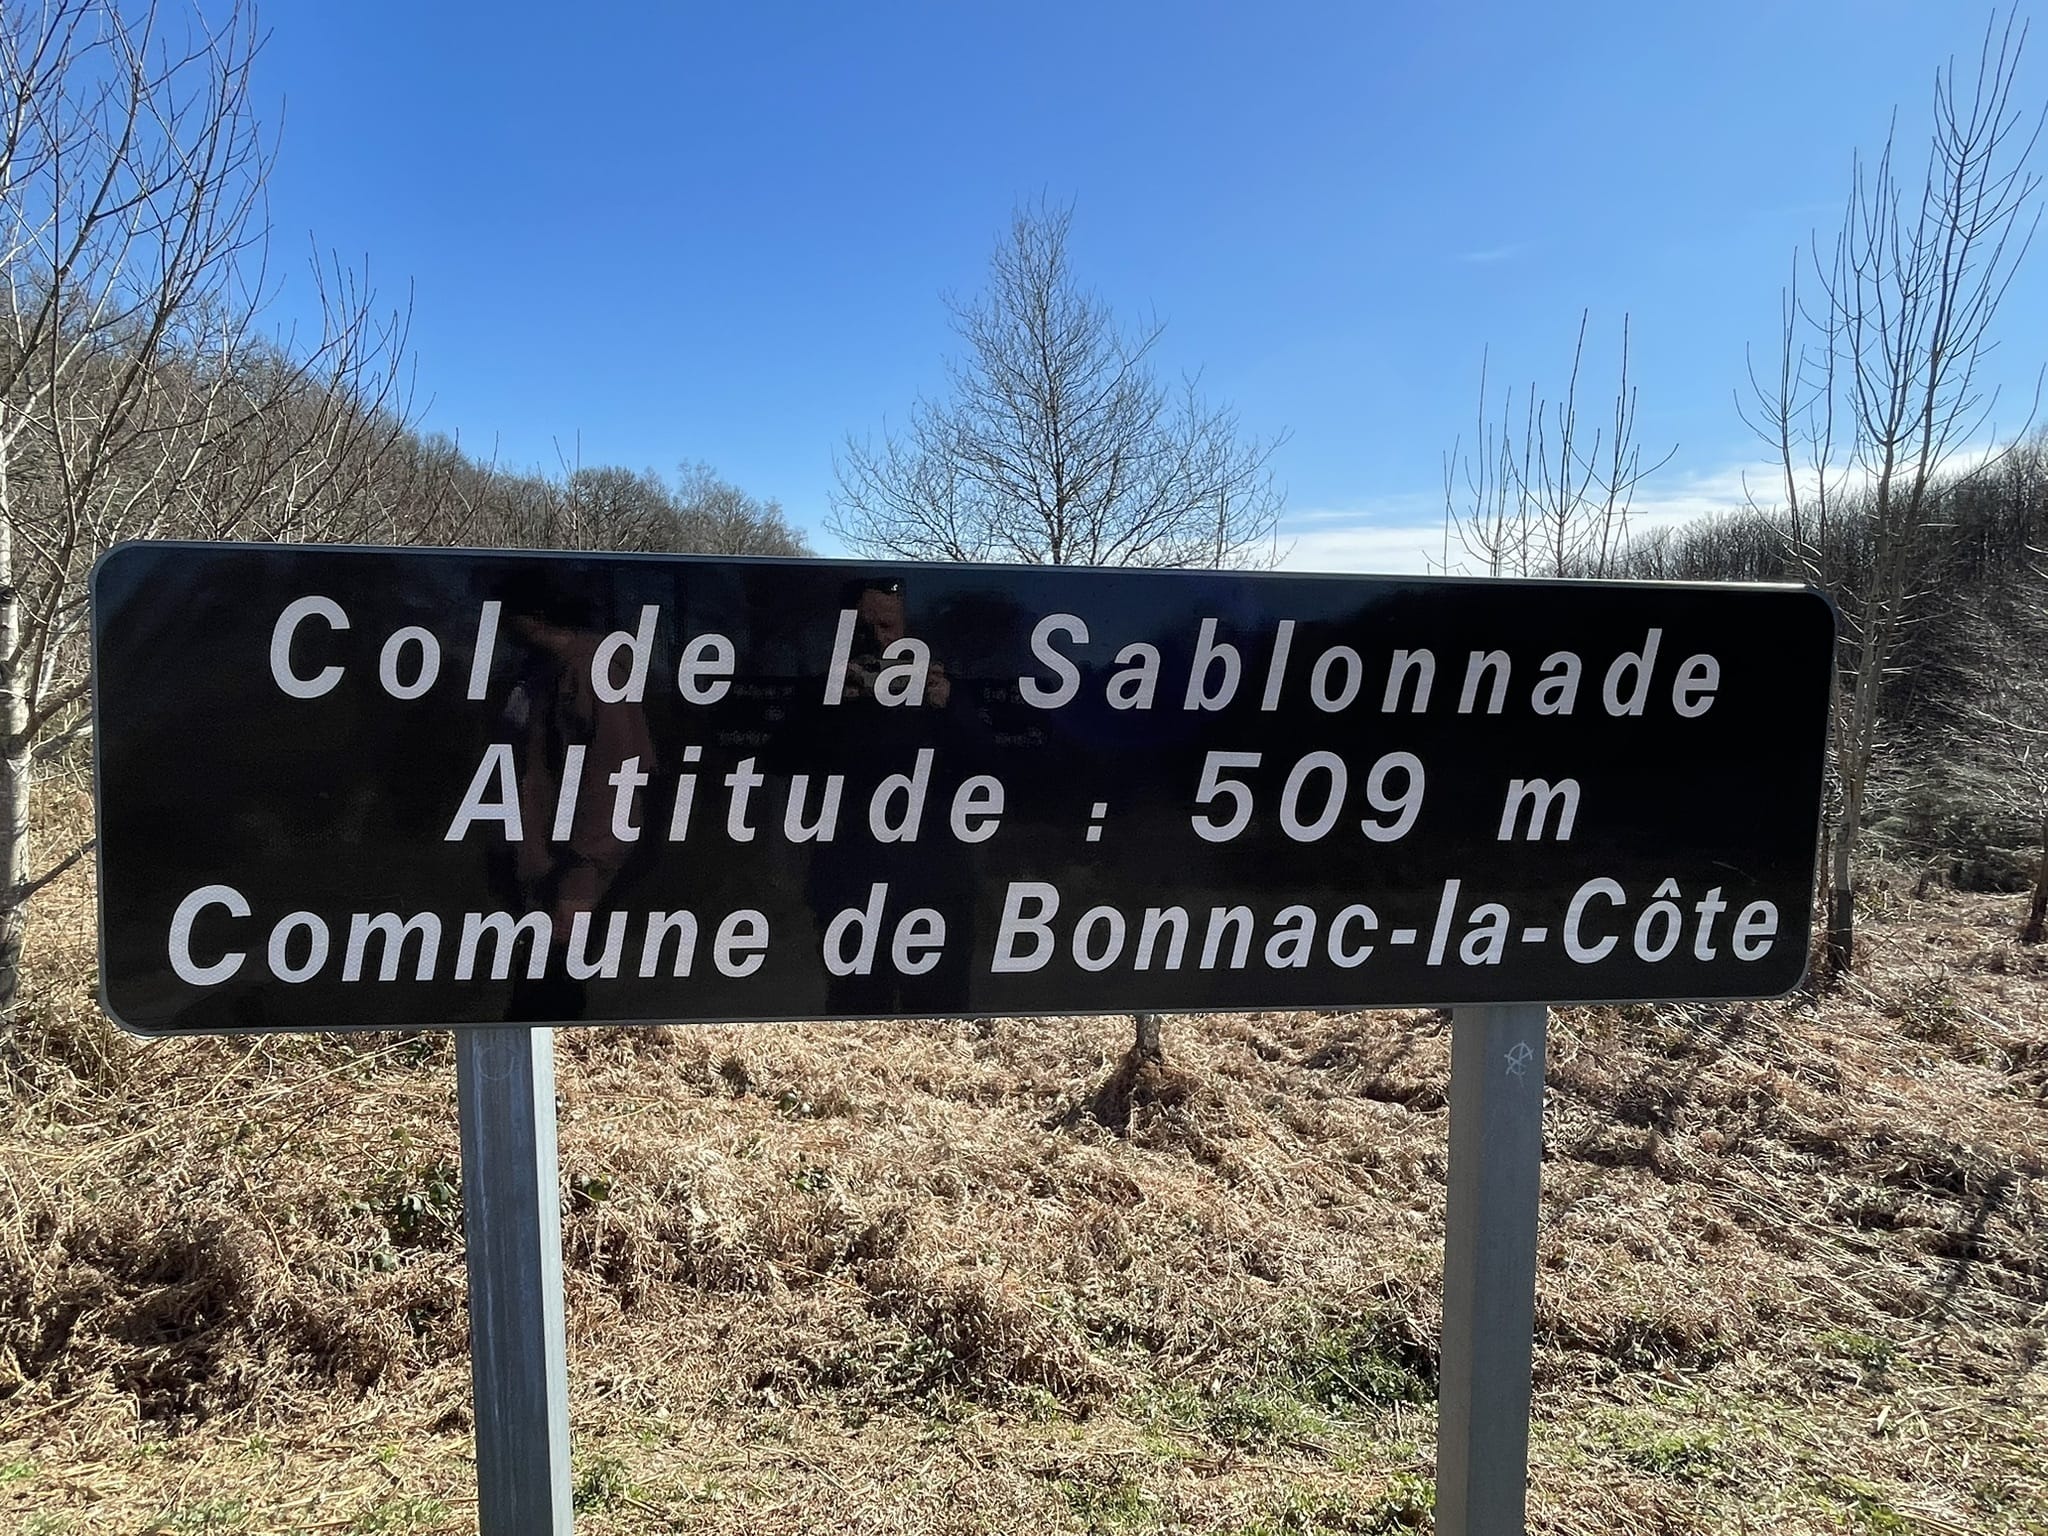 Col de la Sablonnade
Altitude : 509 m
Commune de Bonnac-la-Côte